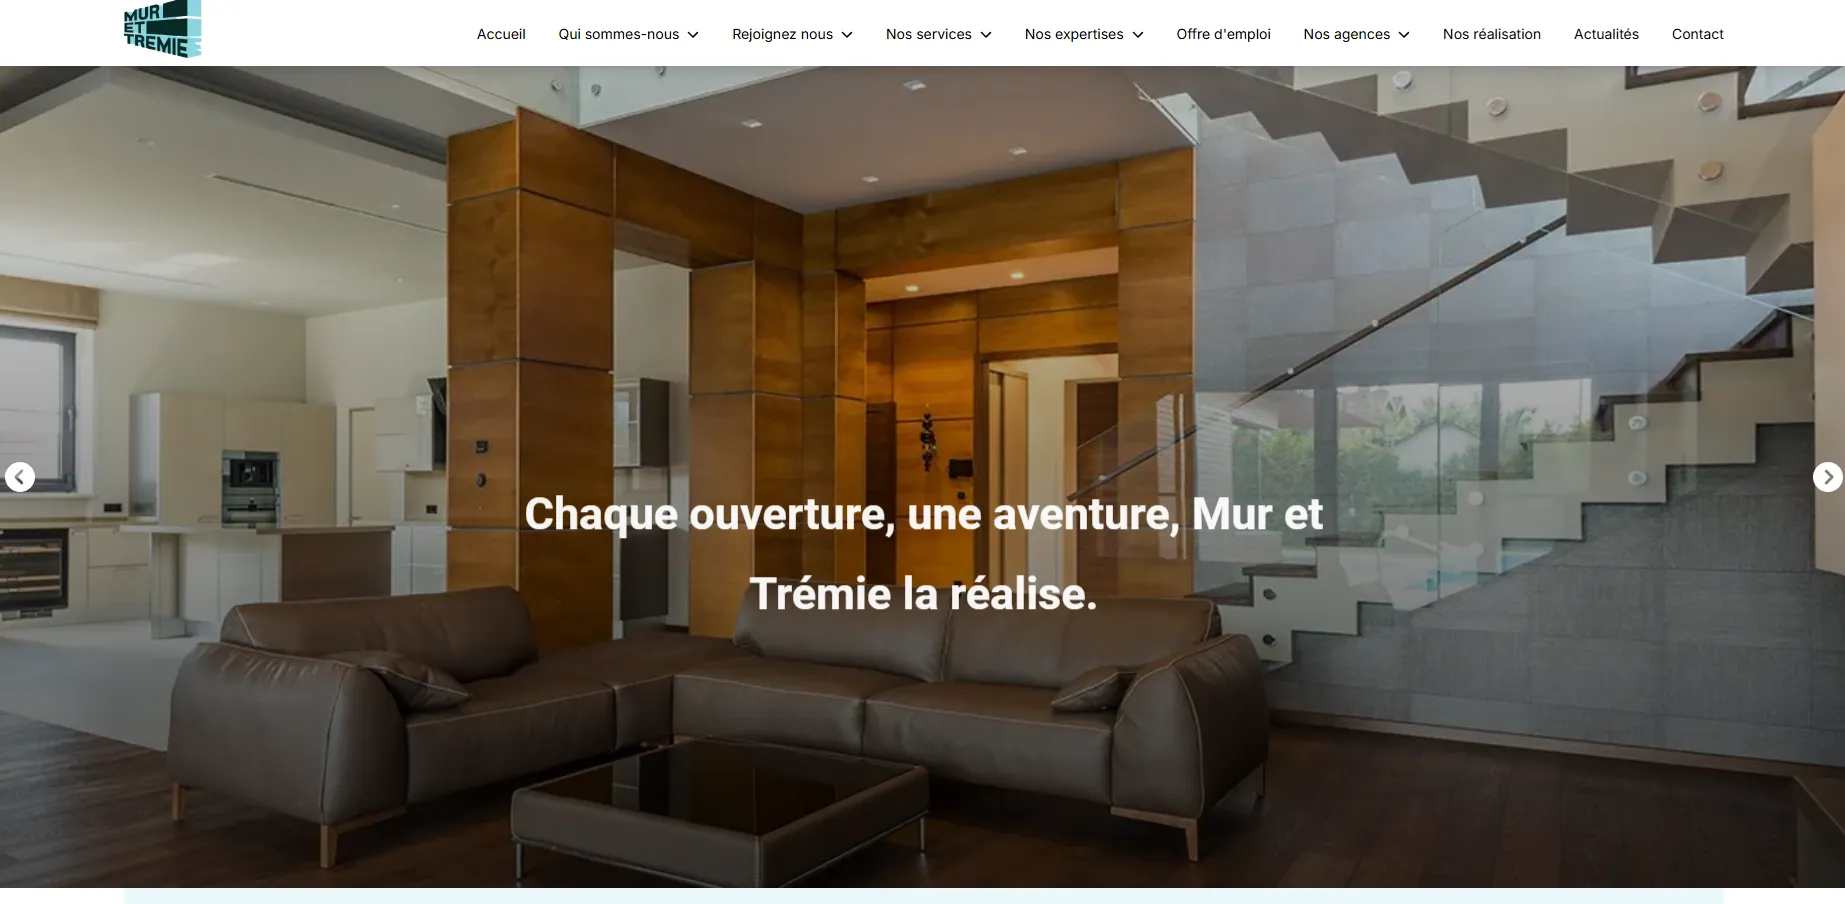 MUR
ET
TREMIE
Accueil Qui sommes-nous Rejoignez nous Nos services Nos expertises Offre d'emploi Nos agences Nos réalisation Actualités Contact
Chaque ouverture, une aventure, Mur et
Trémie la réalise.